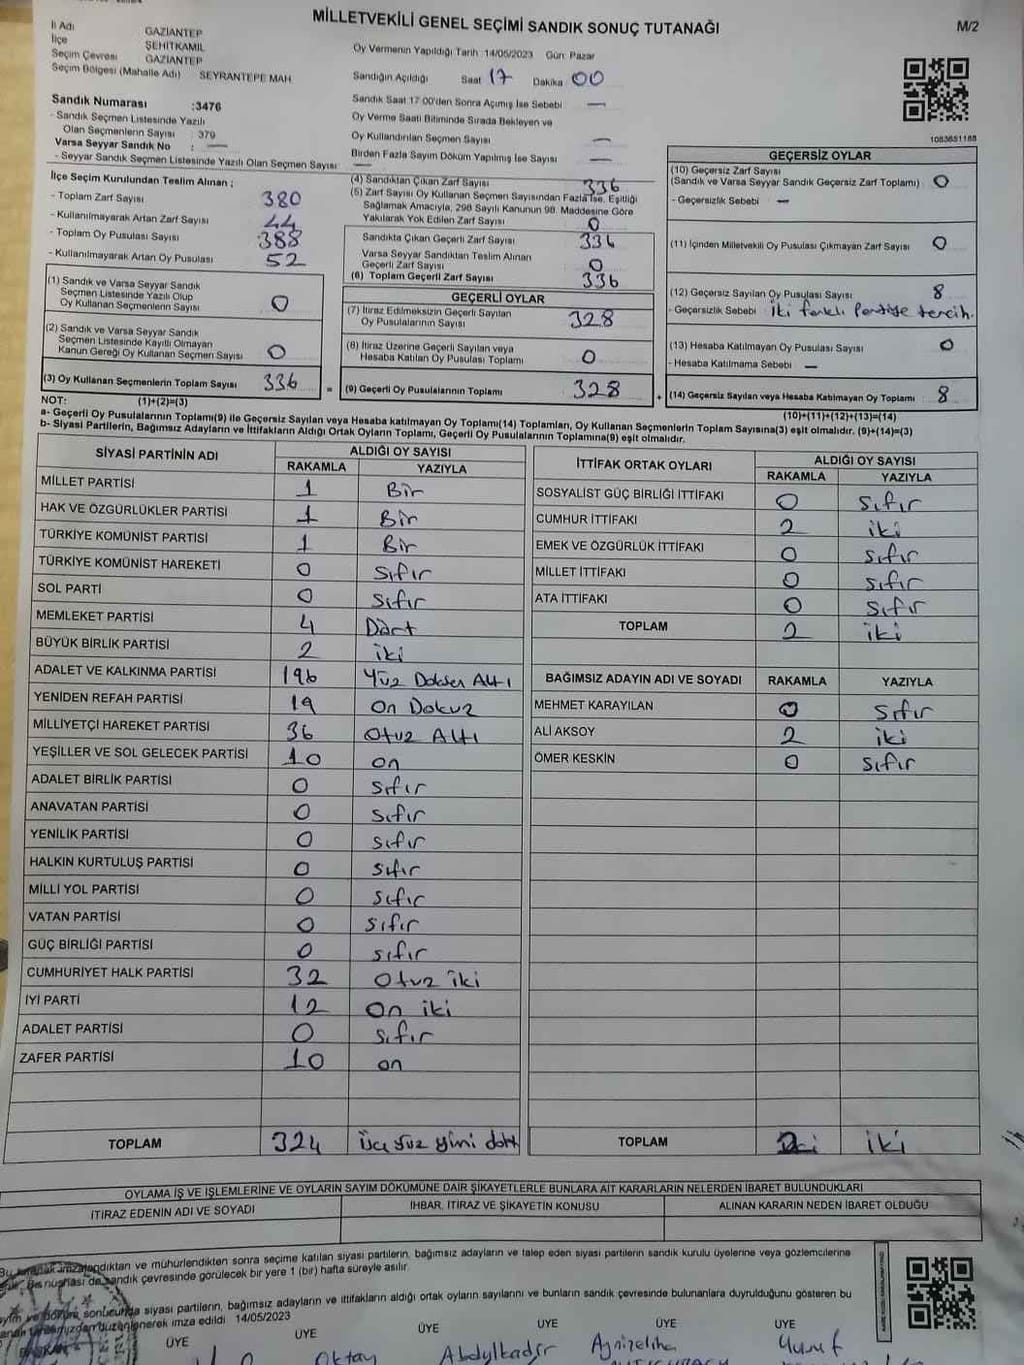 MİLLETVEKİLİ GENEL SEÇİMİ SANDIK SONUÇ TUTANAĞI
M/2
İl Adı GAZİANTEP
İlçe ŞEHİTKAMİL
Seçim Çevresi GAZİANTEP
Seçim Bölgesi (Mahalle Adı) SEYRANTEPE MAH
Oy Vermenin Yapıldığı Tarih 14/05/2023 Gün Pazar
Sandığın Açıldığı Saat 17 Dakika 00
Sandık Numarası :3476
- Sandık Seçmen Listesinde Yazılı
Olan Seçmenlerin Sayısı : 379
Varsa Seyyar Sandık No : —
- Seyyar Sandık Seçmen Listesinde Yazılı Olan Seçmen Sayısı —
Sandık Saat 17 00'den Sonra Açımış İse Sebebi —
Oy Verme Saati Bitiminde Sırada Bekleyen ve
Oy Kullandırılan Seçmen Sayısı —
Birden Fazla Sayım Döküm Yapılmış İse Sayısı —
1083651168
İlçe Seçim Kurulundan Teslim Alınan ;
- Toplam Zarf Sayısı 380
- Kullanılmayarak Artan Zarf Sayısı 44
- Toplam Oy Pusulası Sayısı 388
- Kullanılmayarak Artan Oy Pusulası 52
(1) Sandık ve Varsa Seyyar Sandık
Seçmen Listesinde Yazılı Olup
Oy Kullanan Seçmenlerin Sayısı 0
(2) Sandık ve Varsa Seyyar Sandık
Seçmen Listesinde Kayıtlı Olmayan
Kanun Gereği Oy Kullanan Seçmen Sayısı 0
(3) Oy Kullanan Seçmenlerin Toplam Sayısı 336 =
(4) Sandıktan Çıkan Zarf Sayısı 336
(5) Zarf Sayısı Oy Kullanan Seçmen Sayısından Fazla İse, Eşitliği
Sağlamak Amacıyla, 298 Sayılı Kanunun 98. Maddesine Göre
Yakılarak Yok Edilen Zarf Sayısı 0
Sandıkta Çıkan Geçerli Zarf Sayısı 336
Varsa Seyyar Sandıktan Teslim Alınan
Geçerli Zarf Sayısı 0
(6) Toplam Geçerli Zarf Sayısı 336
GEÇERLİ OYLAR
(7) İtiraz Edilmeksizin Geçerli Sayılan
Oy Pusulalarının Sayısı 328
(8) İtiraz Üzerine Geçerli Sayılan veya
Hesaba Katılan Oy Pusulası Toplamı 0
(9) Geçerli Oy Pusulalarının Toplamı 328 +
GEÇERSİZ OYLAR
(10) Geçersiz Zarf Sayısı
(Sandık ve Varsa Seyyar Sandık Geçersiz Zarf Toplamı) 0
- Geçersizlik Sebebi —
(11) İçinden Milletvekili Oy Pusulası Çıkmayan Zarf Sayısı 0
(12) Geçersiz Sayılan Oy Pusulası Sayısı 8
- Geçersizlik Sebebi İki farklı Partiye tercih.
(13) Hesaba Katılmayan Oy Pusulası Sayısı 0
- Hesaba Katılmama Sebebi —
(14) Geçersiz Sayılan veya Hesaba Katılmayan Oy Toplamı 8
NOT: (1)+(2)=(3) (10)+(11)+(12)+(13)=(14)
a- Geçerli Oy Pusulalarının Toplamı(9) ile Geçersiz Sayılan veya Hesaba katılmayan Oy Toplamı(14) Toplamları, Oy Kullanan Seçmenlerin Toplam Sayısına(3) eşit olmalıdır. (9)+(14)=(3)
b- Siyasi Partilerin, Bağımsız Adayların ve İttifakların Aldığı Ortak Oyların Toplamı, Geçerli Oy Pusulalarının Toplamına(9) eşit olmalıdır.
SİYASİ PARTİNİN ADI ALDIĞI OY SAYISI
RAKAMLA YAZIYLA
MİLLET PARTİSİ 1 Bir
HAK VE ÖZGÜRLÜKLER PARTİSİ 1 Bir
TÜRKİYE KOMÜNİST PARTİSİ 1 Bir
TÜRKİYE KOMÜNİST HAREKETİ 0 Sıfır
SOL PARTİ 0 Sıfır
MEMLEKET PARTİSİ 4 Dört
BÜYÜK BİRLİK PARTİSİ 2 iki
ADALET VE KALKINMA PARTİSİ 196 Yüz Doksan Altı
YENİDEN REFAH PARTİSİ 19 On Dokuz
MİLLİYETÇİ HAREKET PARTİSİ 36 Otuz Altı
YEŞİLLER VE SOL GELECEK PARTİSİ 10 on
ADALET BİRLİK PARTİSİ 0 sıfır
ANAVATAN PARTİSİ 0 sıfır
YENİLİK PARTİSİ 0 sıfır
HALKIN KURTULUŞ PARTİSİ 0 sıfır
MİLLİ YOL PARTİSİ 0 sıfır
VATAN PARTİSİ 0 sıfır
GÜÇ BİRLİĞİ PARTİSİ 0 sıfır
CUMHURİYET HALK PARTİSİ 32 Otuz iki
İYİ PARTİ 12 On iki
ADALET PARTİSİ 0 sıfır
ZAFER PARTİSİ 10 on
TOPLAM 324 üç yüz yirmi dört
İTTİFAK ORTAK OYLARI ALDIĞI OY SAYISI
RAKAMLA YAZIYLA
SOSYALİST GÜÇ BİRLİĞİ İTTİFAKI 0 sıfır
CUMHUR İTTİFAKI 2 iki
EMEK VE ÖZGÜRLÜK İTTİFAKI 0 sıfır
MİLLET İTTİFAKI 0 sıfır
ATA İTTİFAKI 0 sıfır
TOPLAM 2 iki
BAĞIMSIZ ADAYIN ADI VE SOYADI RAKAMLA YAZIYLA
MEHMET KARAYILAN 0 Sıfır
ALİ AKSOY 2 iki
ÖMER KESKİN 0 sıfır
TOPLAM 2 iki
OYLAMA İŞ VE İŞLEMLERİNE VE OYLARIN SAYIM DÖKÜMÜNE DAİR ŞİKAYETLERLE BUNLARA AİT KARARLARIN NELERDEN İBARET BULUNDUKLARI
İTİRAZ EDENİN ADI VE SOYADI İHBAR, İTİRAZ VE ŞİKAYETİN KONUSU ALINAN KARARIN NEDEN İBARET OLDUĞU
Bu tutanak imzalandıktan ve mühürlendikten sonra seçime katılan siyasi partilerin, bağımsız adayların ve talep eden siyasi partilerin sandık kurulu üyelerine veya gözlemcilerine
Bir nüshası da sandık çevresinde görülecek bir yere 1 (bir) hafta süreyle asılır
sonucunda siyasi partilerin, bağımsız adayların ve ittifakların aldığı ortak oyların sayılarını ve bunların sandık çevresinde bulunanlara duyrulduğunu gösteren bu
tarafımızdan düzenlenerek imza edildi 14/05/2023
BAŞKAN ÜYE ÜYE ÜYE ÜYE ÜYE ÜYE
Oktay Abdylkadir Yusuf